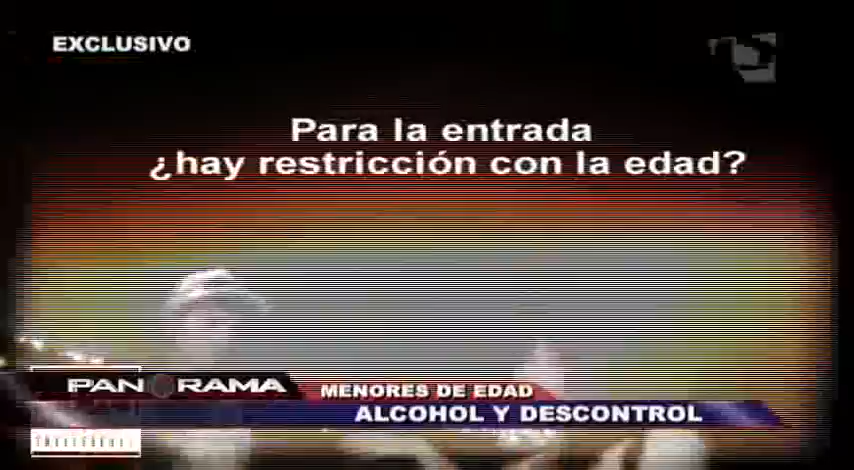 EXCLUSIVO
Para la entrada
¿hay restricción con la edad?
PANORAMA
MENORES DE EDAD
ALCOHOL Y DESCONTROL